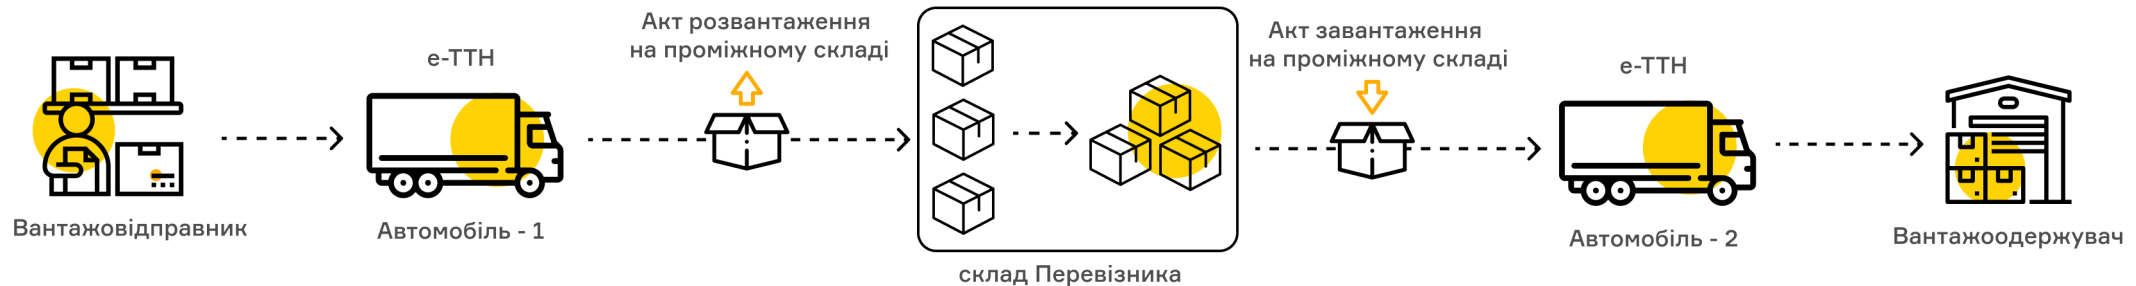 Вантажовідправник
е-ТТН
Автомобіль - 1
Акт розвантаження
на проміжному складі
склад Перевізника
Акт завантаження
на проміжному складі
е-ТТН
Автомобіль - 2
Вантажоодержувач